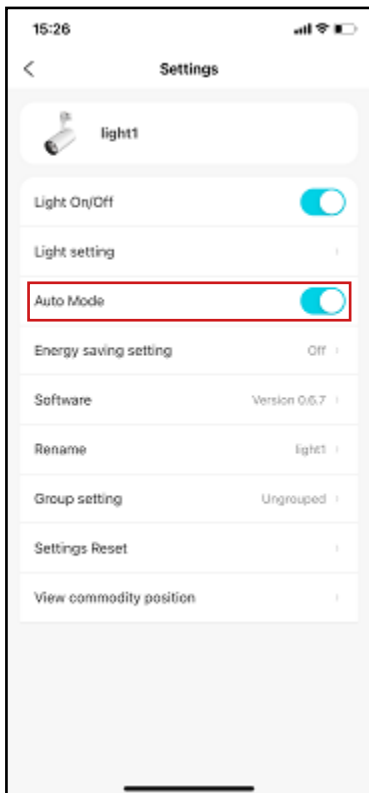 15:26
Settings
light1
Light On/Off
Light setting
Auto Mode
Energy saving setting Off
Software Version 0.6.7
Rename light1
Group setting Ungrouped
Settings Reset
View commodity position